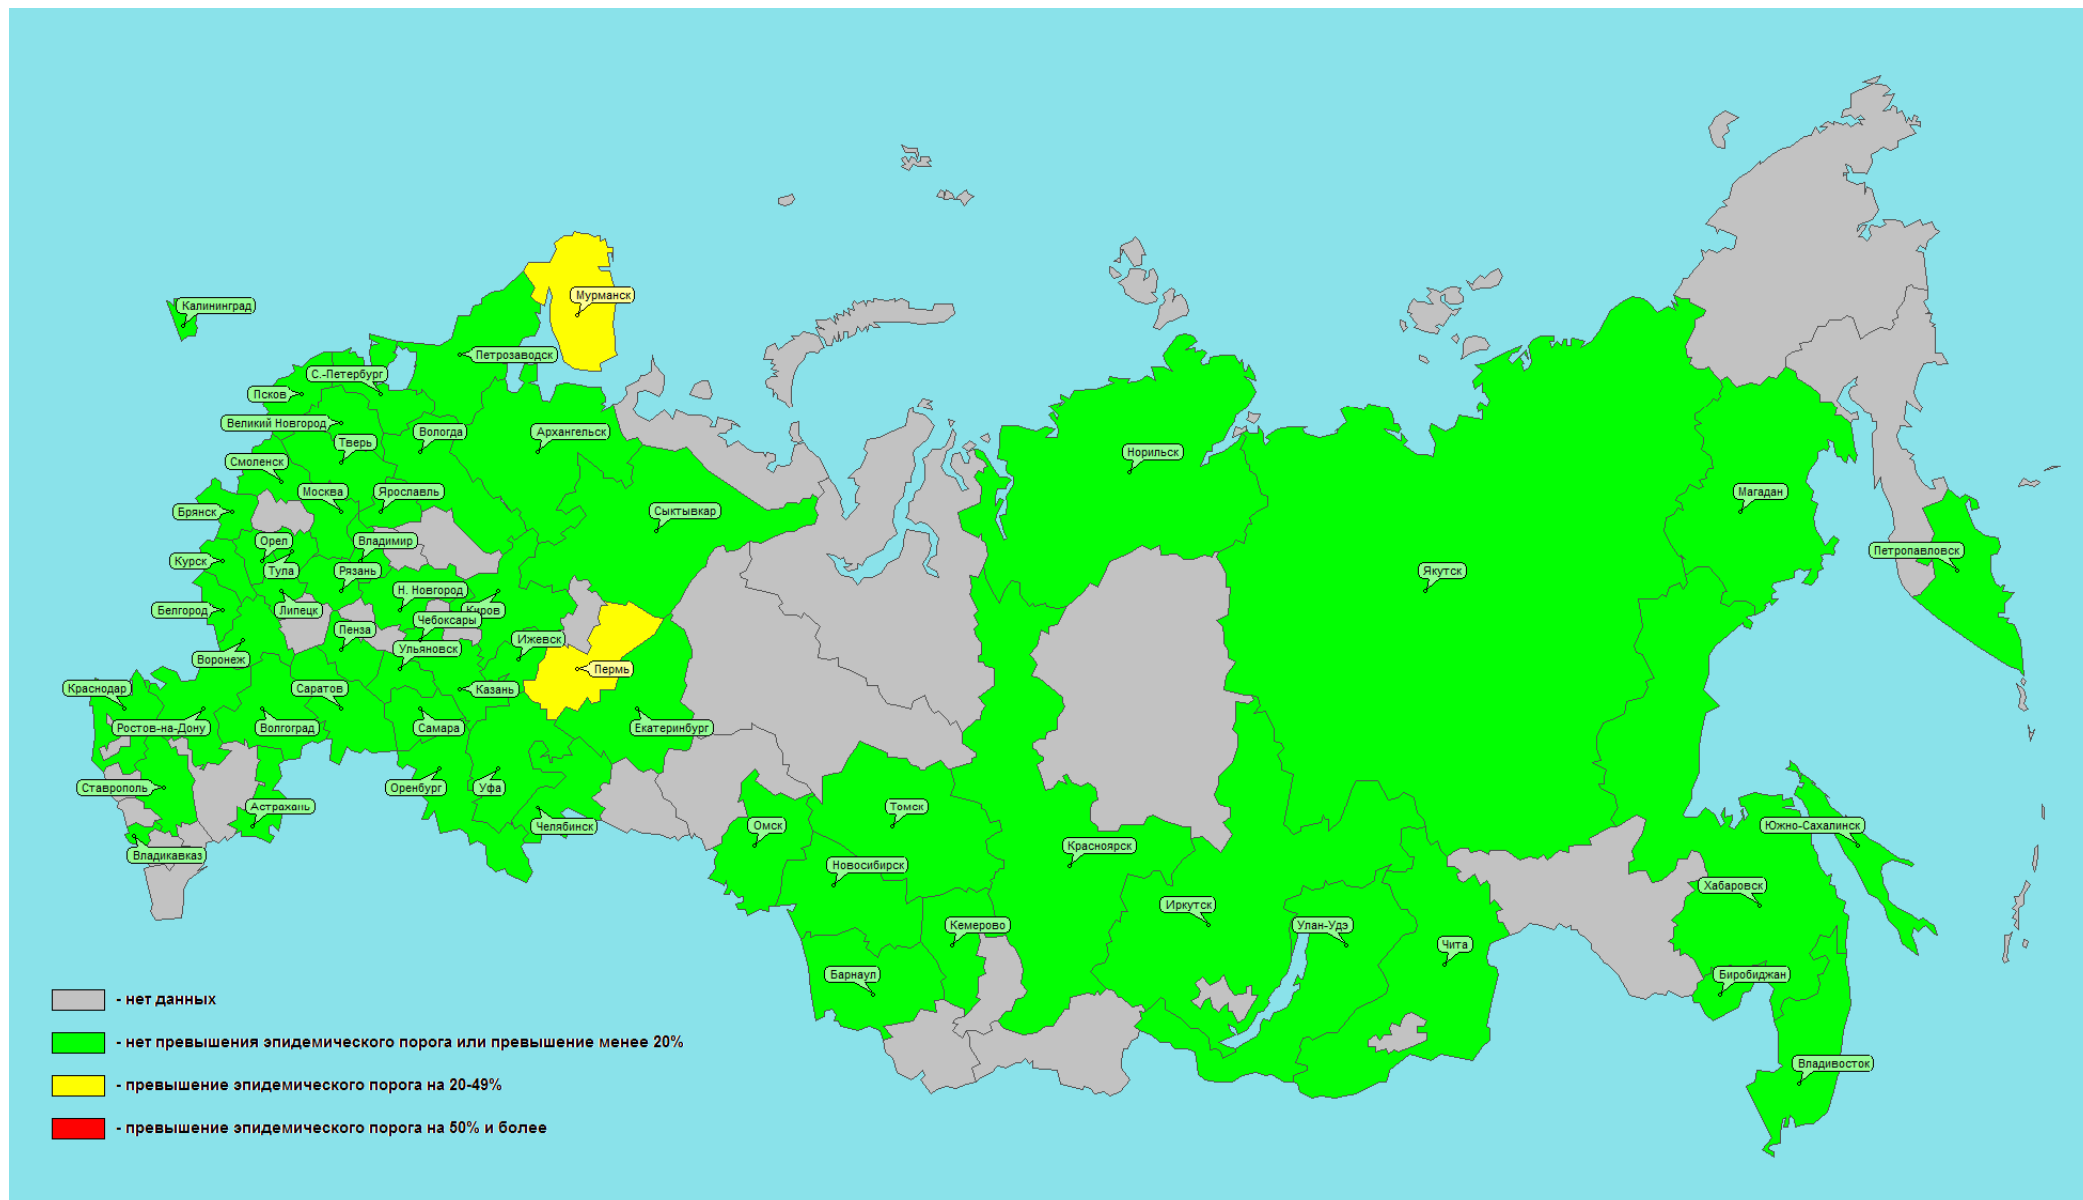 Калининград
Мурманск
Петрозаводск
С.-Петербург
Псков
Великий Новгород
Вологда
Архангельск
Тверь
Смоленск
Норильск
Москва
Ярославль
Магадан
Брянск
Сыктывкар
Орел
Владимир
Петропавловск
Курск
Тула
Рязань
Якутск
Н. Новгород
Белгород
Липецк
Киров
Чебоксары
Пенза
Ижевск
Ульяновск
Воронеж
Пермь
Краснодар
Саратов
Казань
Ростов-на-Дону
Волгоград
Самара
Екатеринбург
Ставрополь
Оренбург
Уфа
Астрахань
Томск
Челябинск
Омск
Южно-Сахалинск
Владикавказ
Красноярск
Новосибирск
Хабаровск
Иркутск
Кемерово
Улан-Удэ
Чита
Барнаул
Биробиджан
Владивосток
- нет данных
- нет превышения эпидемического порога или превышение менее 20%
- превышение эпидемического порога на 20-49%
- превышение эпидемического порога на 50% и более